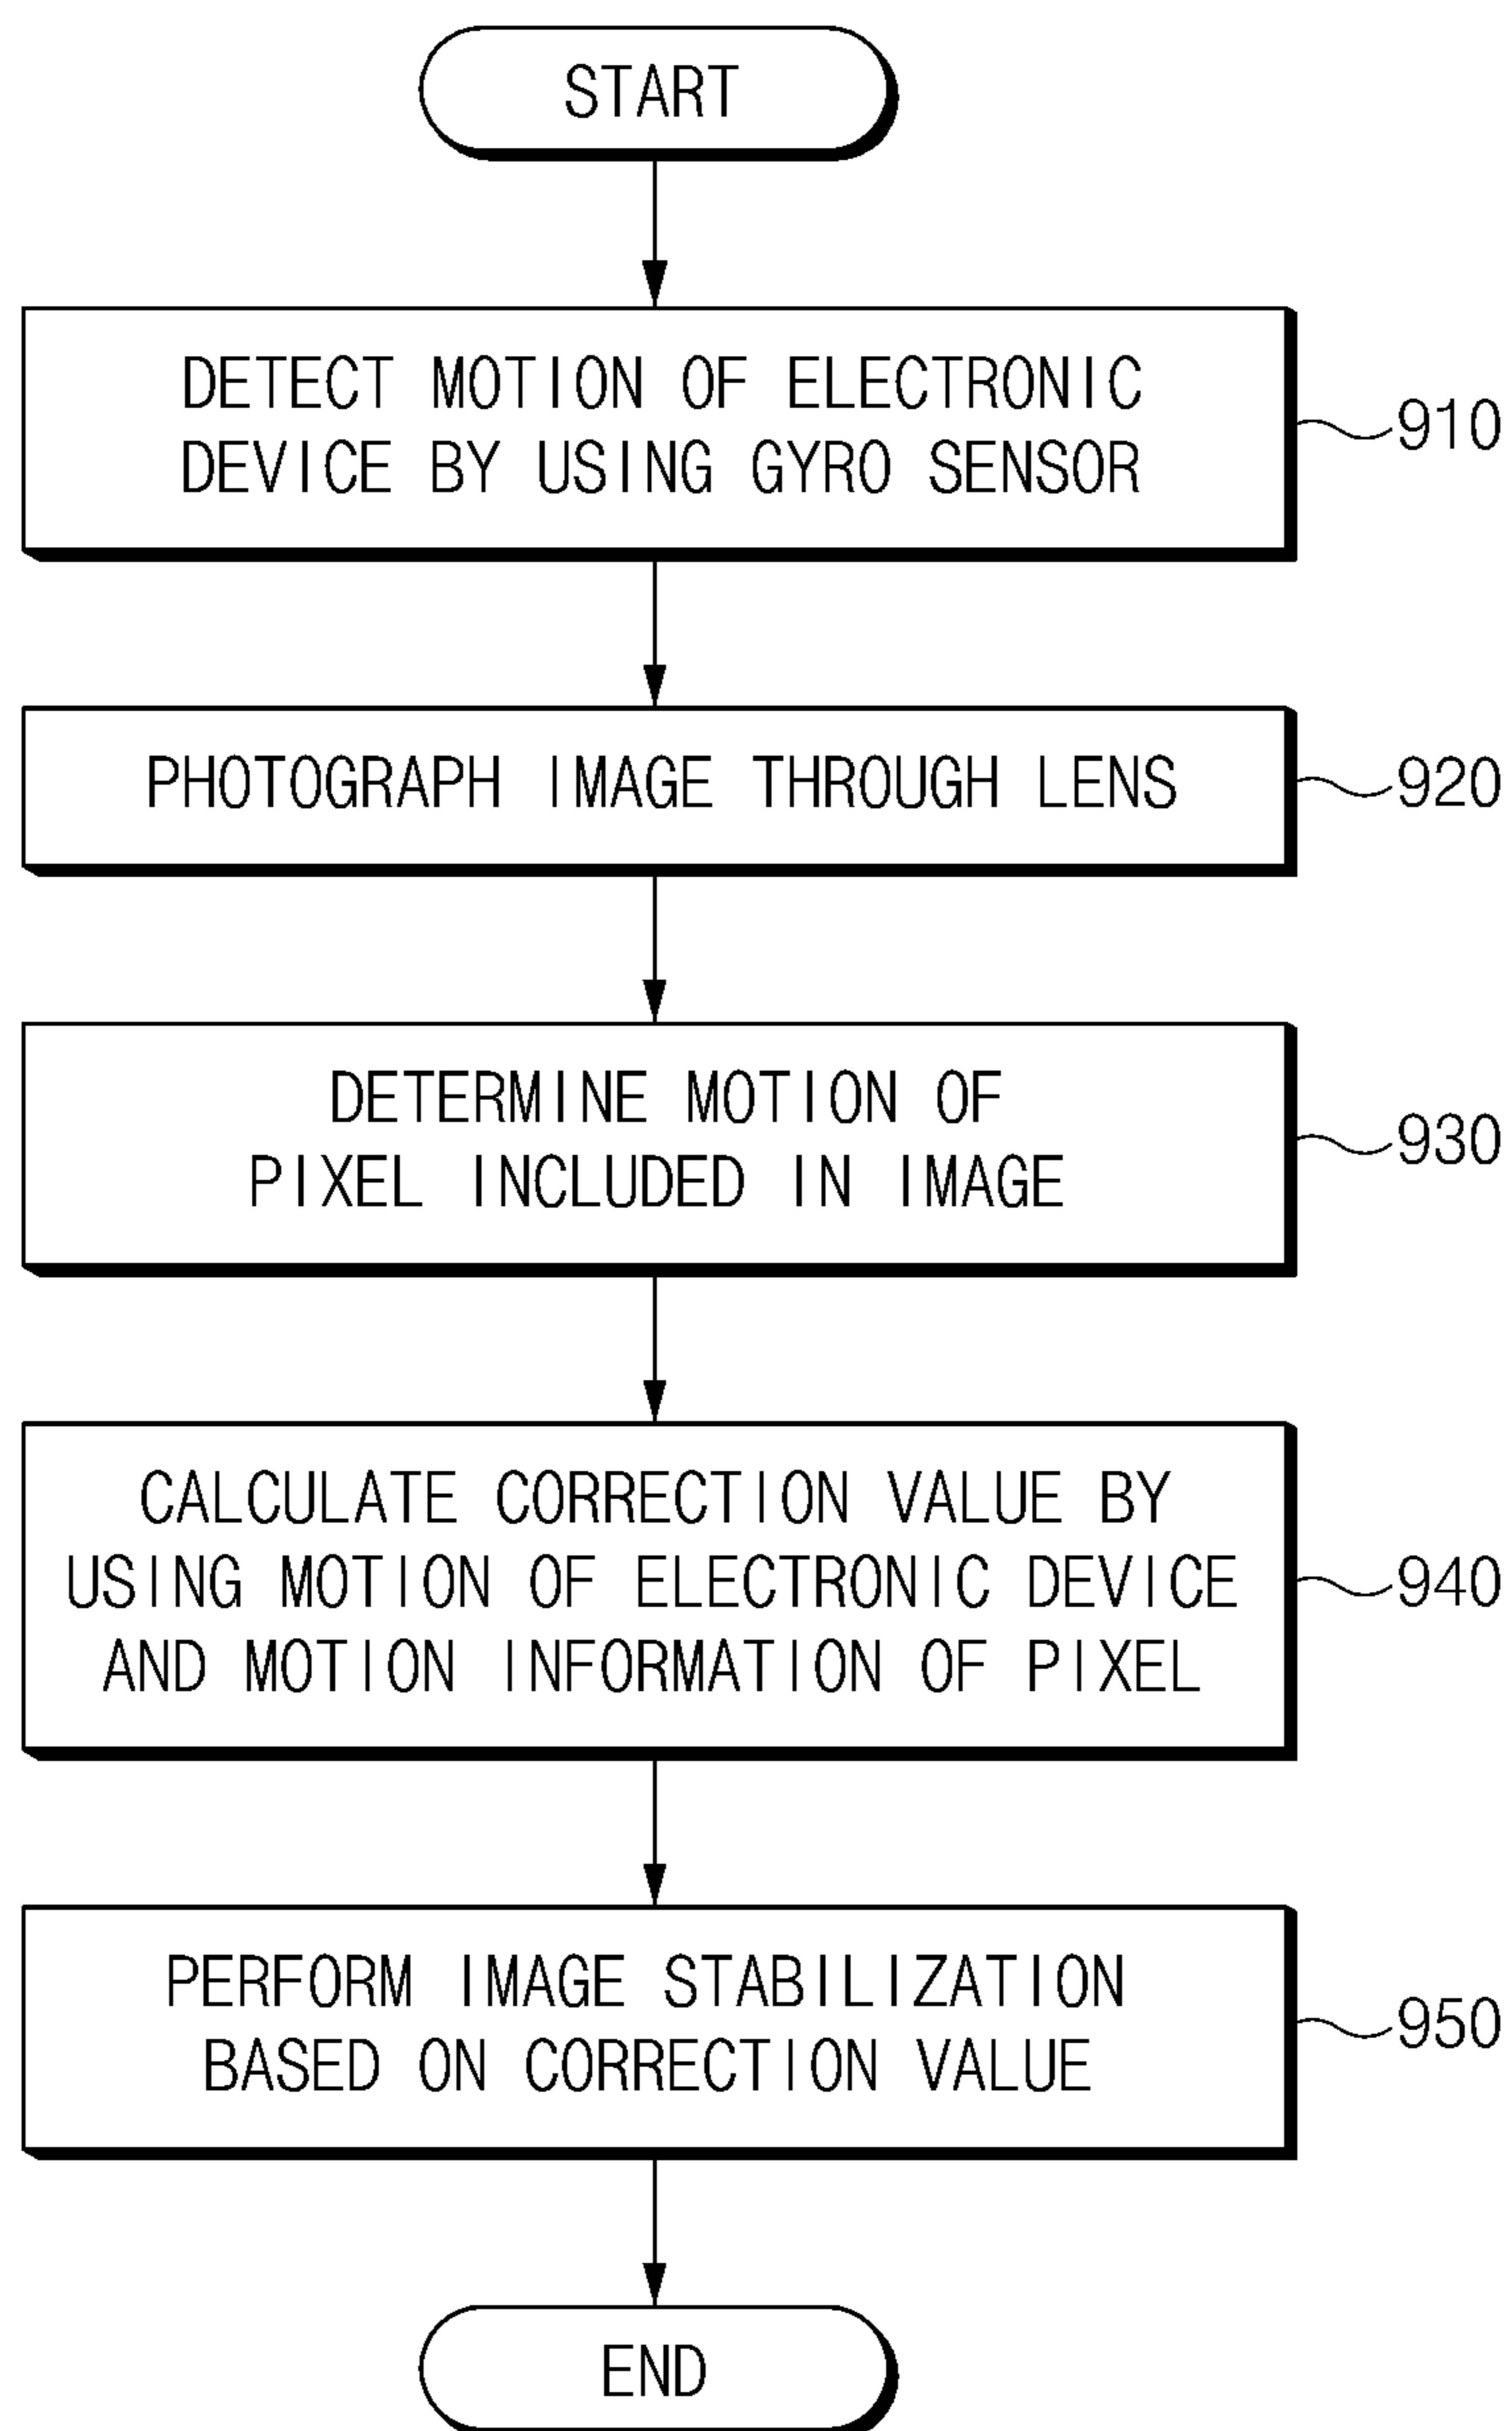 START
DETECT MOTION OF ELECTRONIC
DEVICE BY USING GYRO SENSOR
910
PHOTOGRAPH IMAGE THROUGH LENS
920
DETERMINE MOTION OF
PIXEL INCLUDED IN IMAGE
930
CALCULATE CORRECTION VALUE BY
USING MOTION OF ELECTRONIC DEVICE
AND MOTION INFORMATION OF PIXEL
940
PERFORM IMAGE STABILIZATION
BASED ON CORRECTION VALUE
950
END